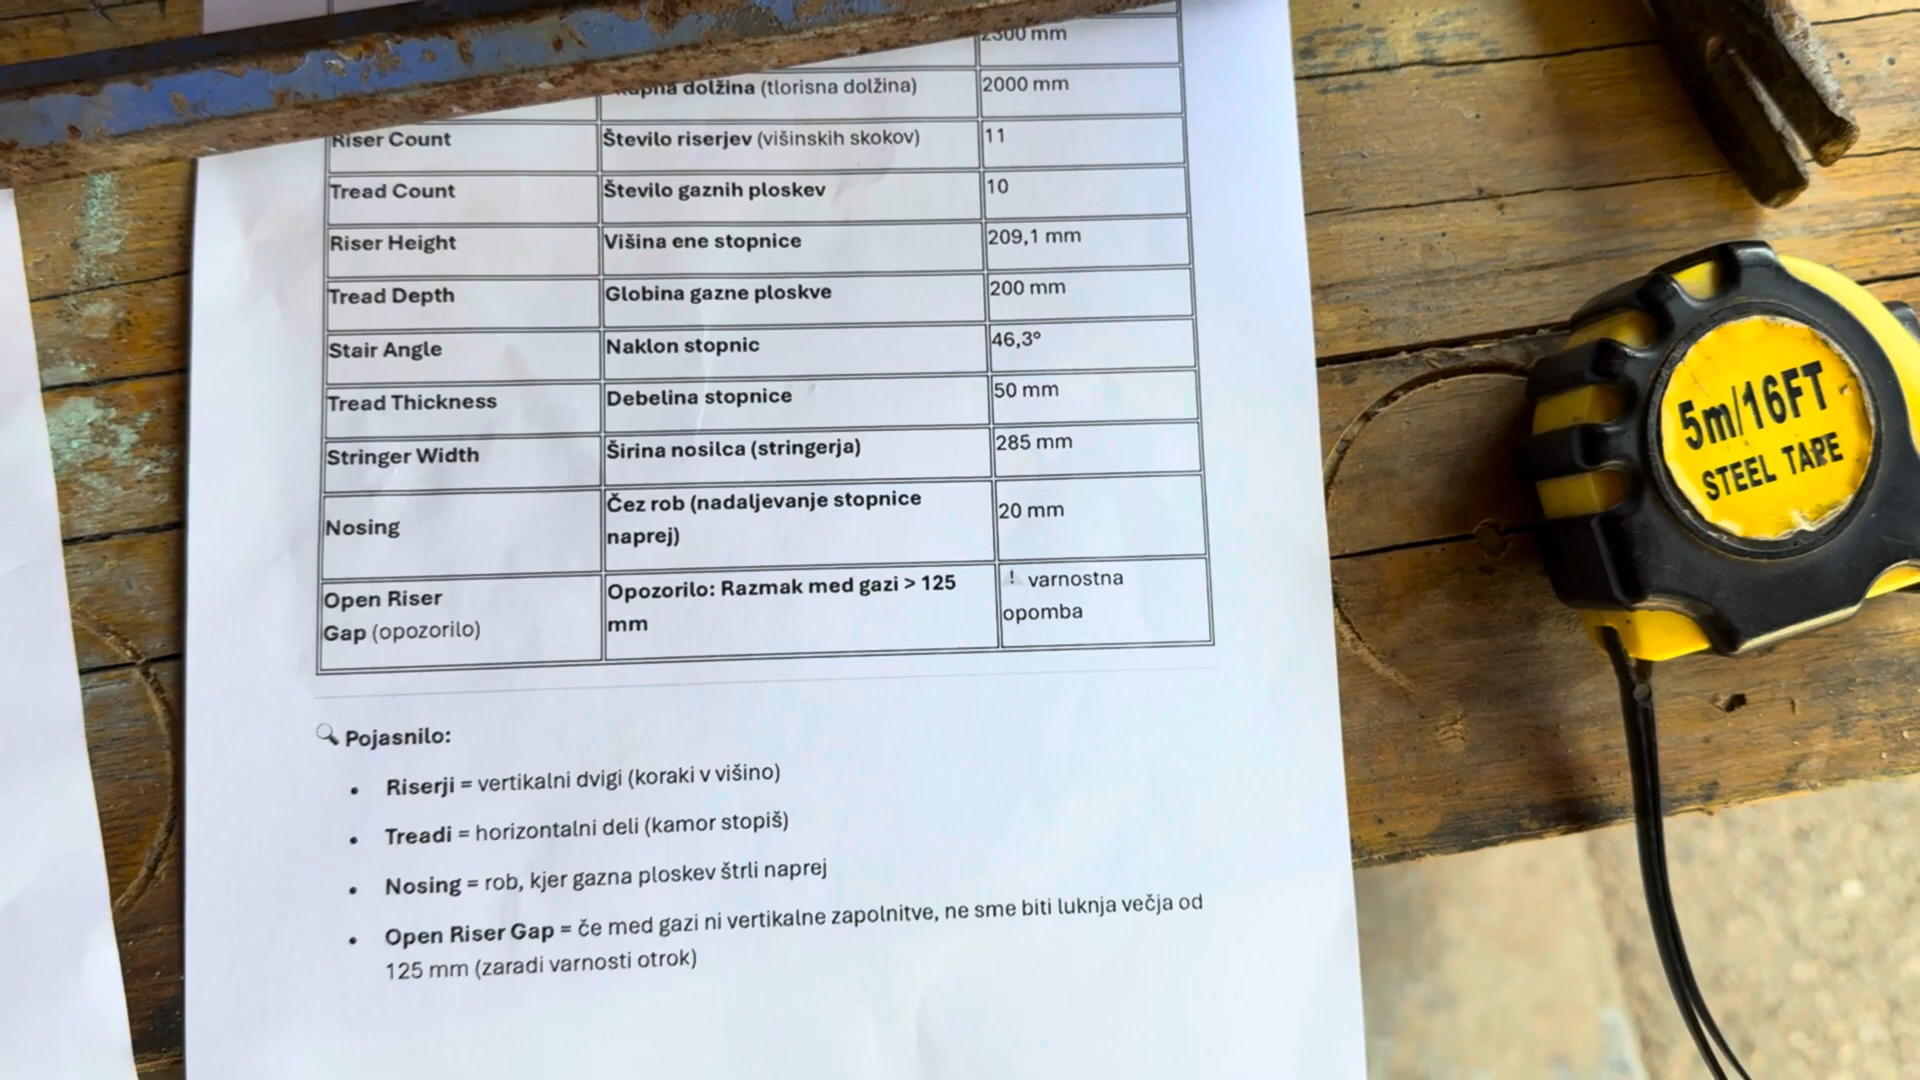 2300 mm
dolžina (tlorisna dolžina) 2000 mm
Riser Count Število riserjev (višinskih skokov) 11
Tread Count Število gaznih ploskev 10
Riser Height Višina ene stopnice 209,1 mm
Tread Depth Globina gazne ploskve 200 mm
Stair Angle Naklon stopnic 46,3°
Tread Thickness Debelina stopnice 50 mm
Stringer Width Širina nosilca (stringerja) 285 mm
Nosing Čez rob (nadaljevanje stopnice
naprej) 20 mm
Open Riser
Gap (opozorilo) Opozorilo: Razmak med gazi > 125
mm ! varnostna
opomba
Pojasnilo:
• Riserji = vertikalni dvigi (koraki v višino)
• Treadi = horizontalni deli (kamor stopiš)
• Nosing = rob, kjer gazna ploskev štrli naprej
• Open Riser Gap = če med gazi ni vertikalne zapolnitve, ne sme biti luknja večja od
125 mm (zaradi varnosti otrok)
5m/16FT
STEEL TAPE